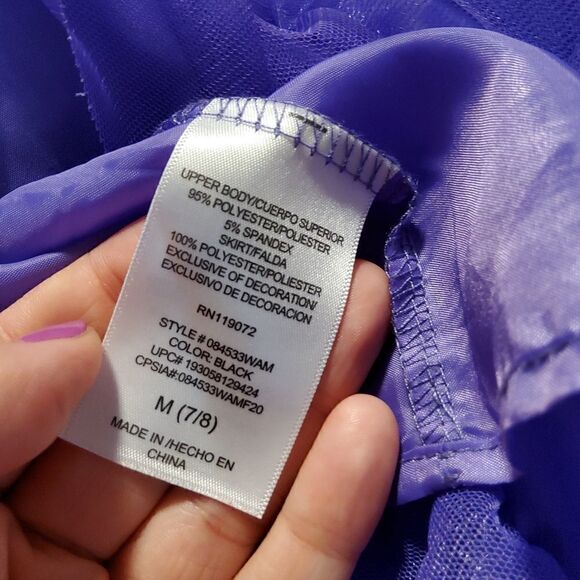 UPPER BODY/CUERPO SUPERIOR
95% POLYESTER/POLIESTER
5% SPANDEX
SKIRT/FALDA
100% POLYESTER/POLIESTER
EXCLUSIVE OF DECORATION/
EXCLUSIVO DE DECORACION
RN119072
STYLE # 084533WAM
COLOR: BLACK
UPC# 193058129424
CPSIA#:084533WAMF20
M (7/8)
MADE IN /HECHO EN
CHINA